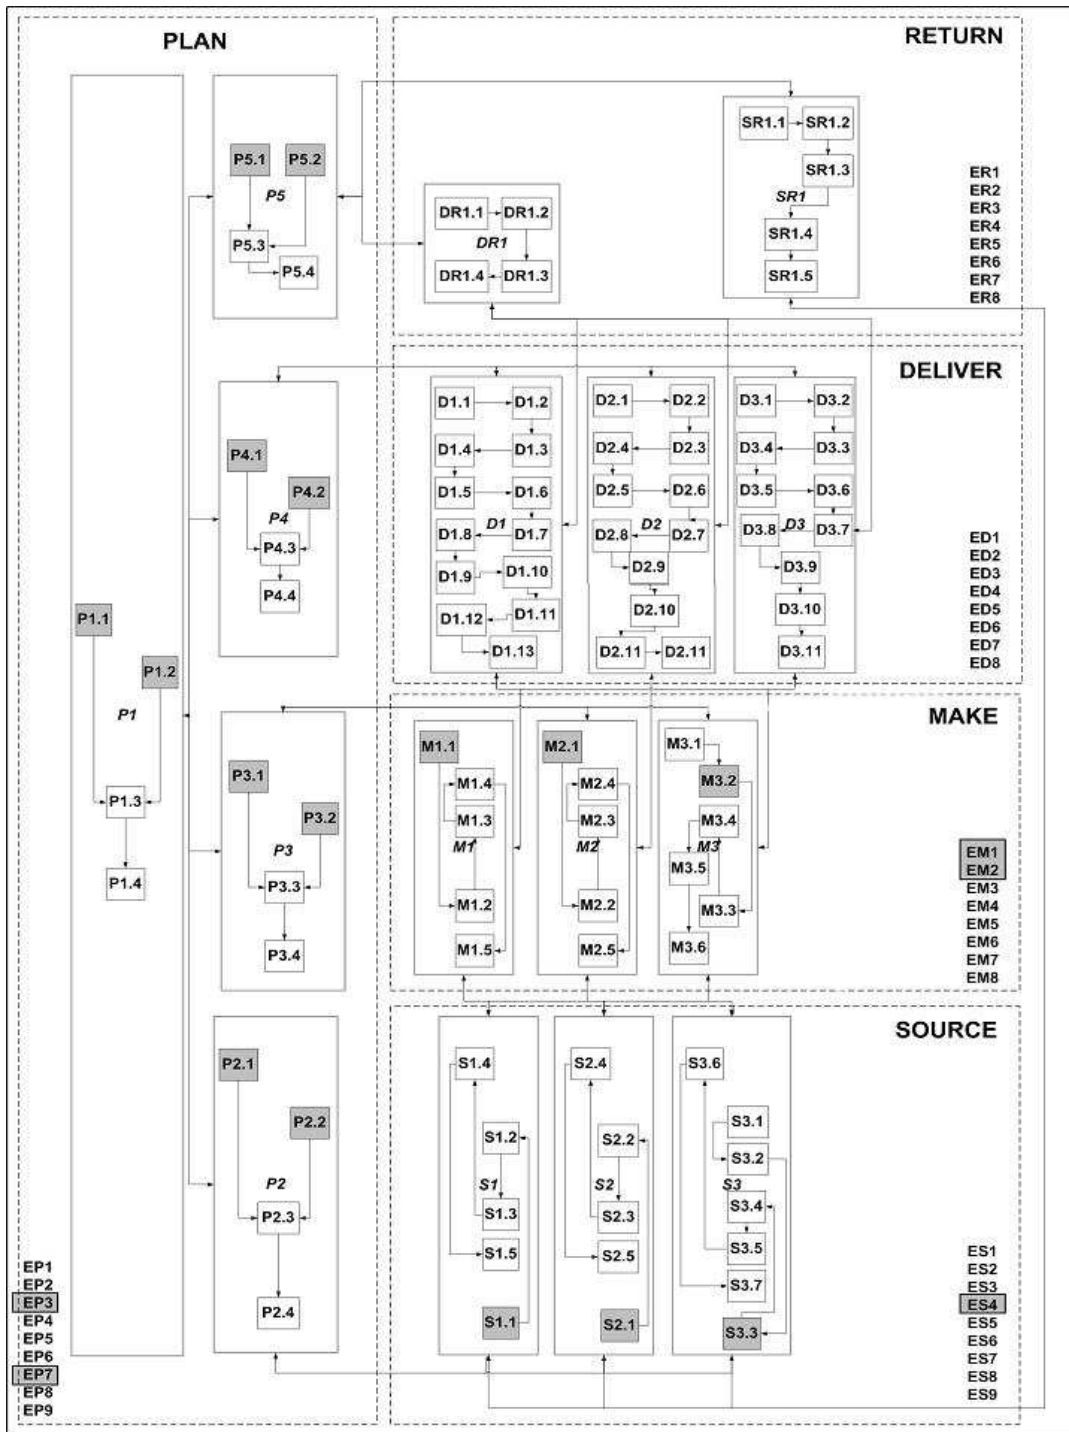 PLAN
P1.1
P1.2
P1
P1.3
P1.4
P5.1
P5.2
P5
P5.3
P5.4
P4.1
P4.2
P4
P4.3
P4.4
P3.1
P3.2
P3
P3.3
P3.4
P2.1
P2.2
P2
P2.3
P2.4
EP1
EP2
EP3
EP4
EP5
EP6
EP7
EP8
EP9
RETURN
SR1.1
SR1.2
SR1.3
SR1
SR1.4
SR1.5
DR1.1
DR1.2
DR1
DR1.4
DR1.3
ER1
ER2
ER3
ER4
ER5
ER6
ER7
ER8
DELIVER
D1.1
D1.2
D1.4
D1.3
D1.5
D1.6
D1.8
D1
D1.7
D1.9
D1.10
D1.12
D1.11
D1.13
D2.1
D2.2
D2.4
D2.3
D2.5
D2.6
D2.8
D2
D2.7
D2.9
D2.10
D2.11
D2.11
D3.1
D3.2
D3.4
D3.3
D3.5
D3.6
D3.8
D3
D3.7
D3.9
D3.10
D3.11
ED1
ED2
ED3
ED4
ED5
ED6
ED7
ED8
MAKE
M1.1
M1.4
M1.3
M1
M1.2
M1.5
M2.1
M2.4
M2.3
M2
M2.2
M2.5
M3.1
M3.2
M3.4
M3
M3.5
M3.3
M3.6
EM1
EM2
EM3
EM4
EM5
EM6
EM7
EM8
SOURCE
S1.4
S1.2
S1
S1.3
S1.5
S1.1
S2.4
S2.2
S2
S2.3
S2.5
S2.1
S3.6
S3.1
S3.2
S3
S3.4
S3.5
S3.7
S3.3
ES1
ES2
ES3
ES4
ES5
ES6
ES7
ES8
ES9